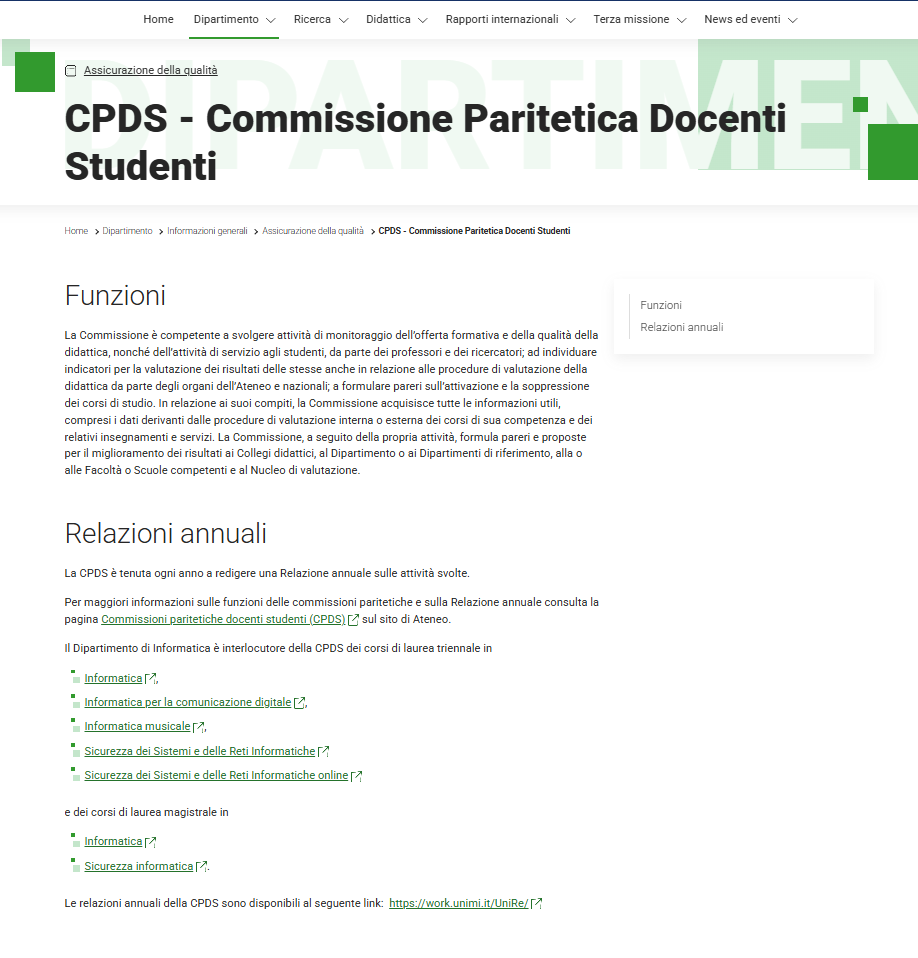 Home Dipartimento Ricerca Didattica Rapporti internazionali Terza missione News ed eventi
DIPARTIMEN
Assicurazione della qualità
CPDS - Commissione Paritetica Docenti
Studenti
Home Dipartimento Informazioni generali Assicurazione della qualità CPDS - Commissione Paritetica Docenti Studenti
Funzioni
La Commissione è competente a svolgere attività di monitoraggio dell'offerta formativa e della qualità della
didattica, nonché dell'attività di servizio agli studenti, da parte dei professori e dei ricercatori; ad individuare
indicatori per la valutazione dei risultati delle stesse anche in relazione alle procedure di valutazione della
didattica da parte degli organi dell'Ateneo e nazionali; a formulare pareri sull'attivazione e la soppressione
dei corsi di studio. In relazione ai suoi compiti, la Commissione acquisisce tutte le informazioni utili,
compresi i dati derivanti dalle procedure di valutazione interna o esterna dei corsi di sua competenza e dei
relativi insegnamenti e servizi. La Commissione, a seguito della propria attività, formula pareri e proposte
per il miglioramento dei risultati ai Collegi didattici, al Dipartimento o ai Dipartimenti di riferimento, alla o
alle Facoltà o Scuole competenti e al Nucleo di valutazione.
Funzioni
Relazioni annuali
Relazioni annuali
La CPDS è tenuta ogni anno a redigere una Relazione annuale sulle attività svolte.
Per maggiori informazioni sulle funzioni delle commissioni paritetiche e sulla Relazione annuale consulta la
pagina Commissioni paritetiche docenti studenti (CPDS) sul sito di Ateneo.
Il Dipartimento di Informatica è interlocutore della CPDS dei corsi di laurea triennale in
Informatica,
Informatica per la comunicazione digitale,
Informatica musicale,
Sicurezza dei Sistemi e delle Reti Informatiche
Sicurezza dei Sistemi e delle Reti Informatiche online
e dei corsi di laurea magistrale in
Informatica
Sicurezza informatica.
Le relazioni annuali della CPDS sono disponibili al seguente link: https://work.unimi.it/UniRe/